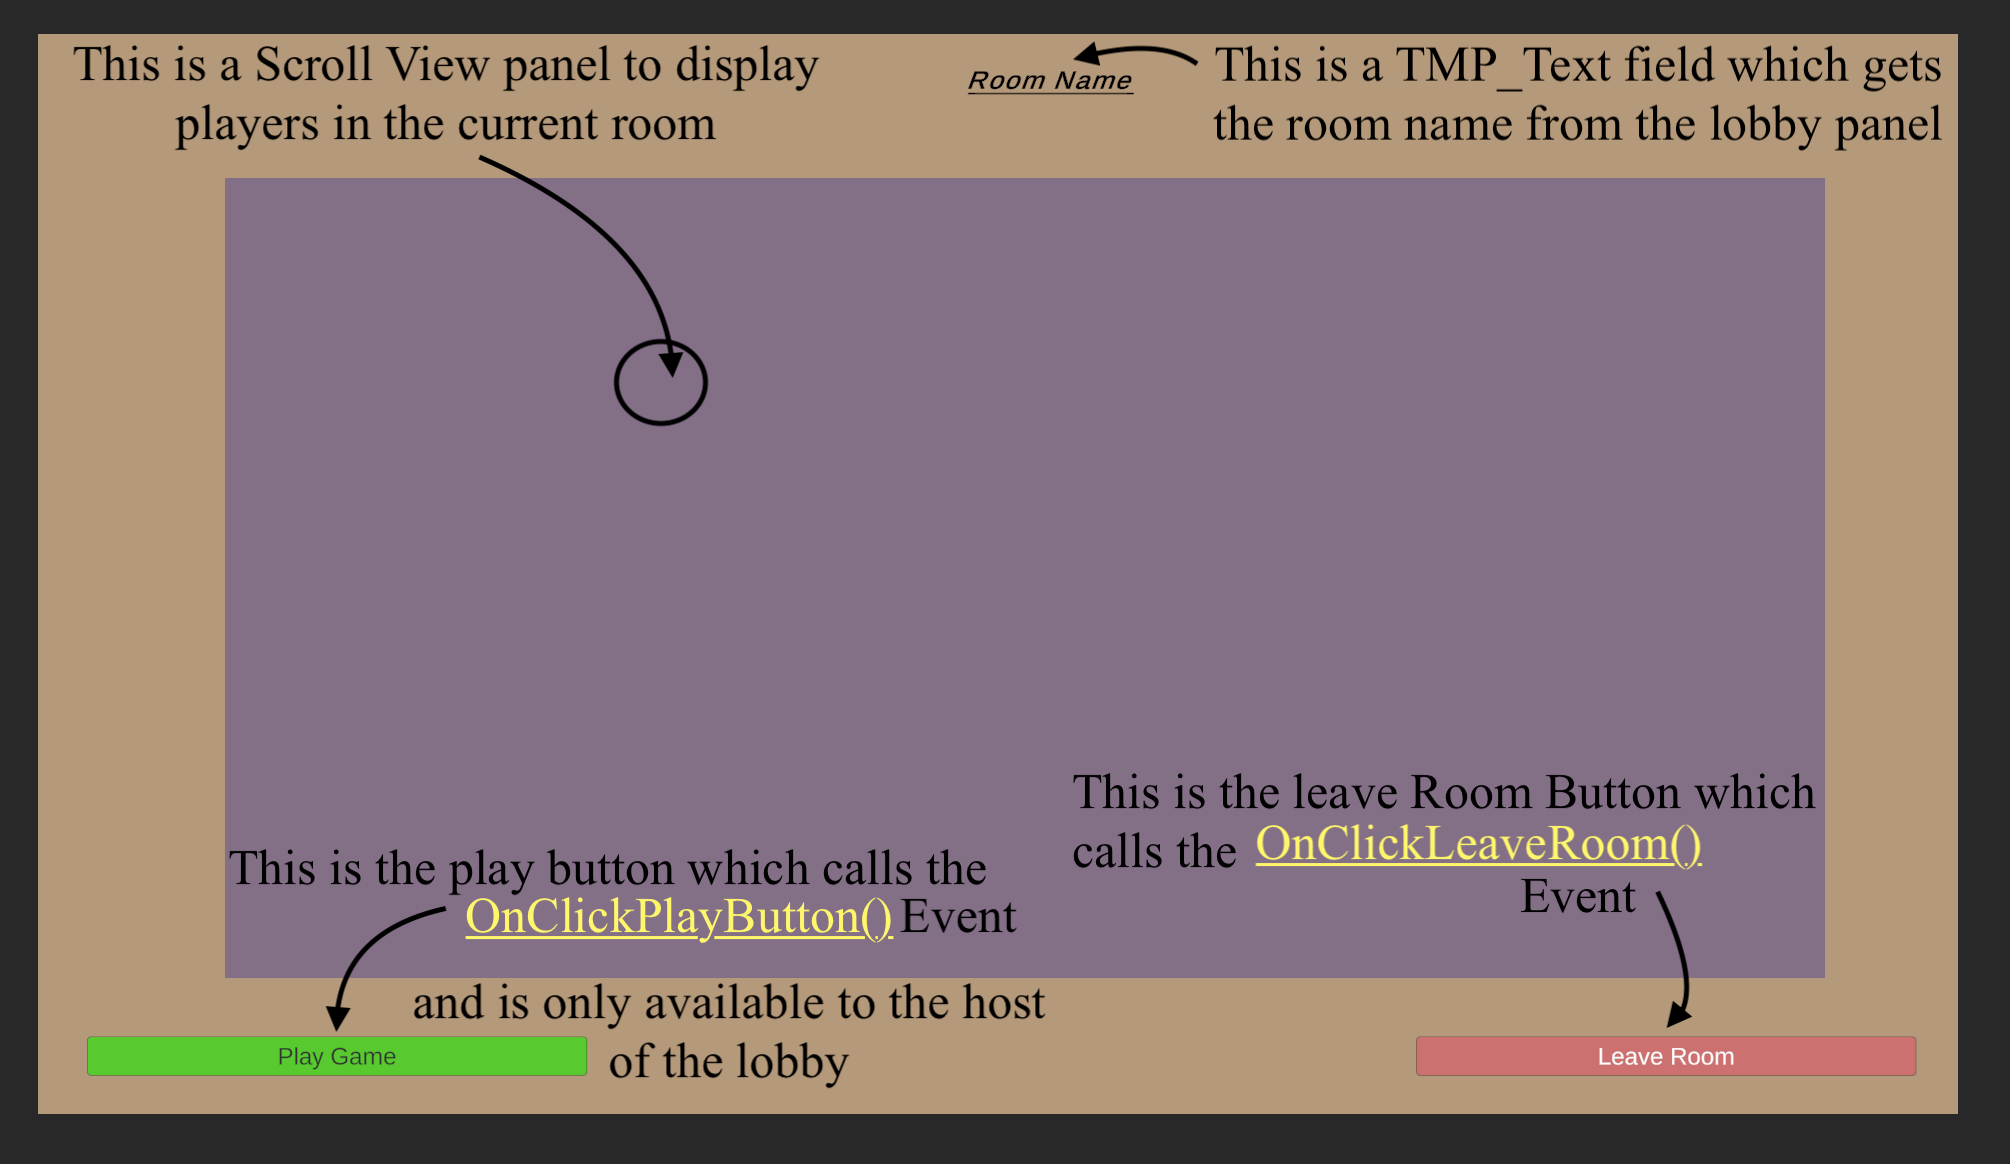 This is a Scroll View panel to display
players in the current room
Room Name
This is a TMP_Text field which gets
the room name from the lobby panel
This is the leave Room Button which
calls the OnClickLeaveRoom()
Event
This is the play button which calls the
OnClickPlayButton() Event
and is only available to the host
of the lobby
Play Game
Leave Room